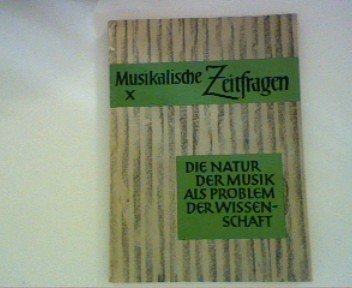 Musikalische Zeitfragen
X
DIE NATUR
DER MUSIK
ALS PROBLEM
DER WISSEN-
SCHAFT